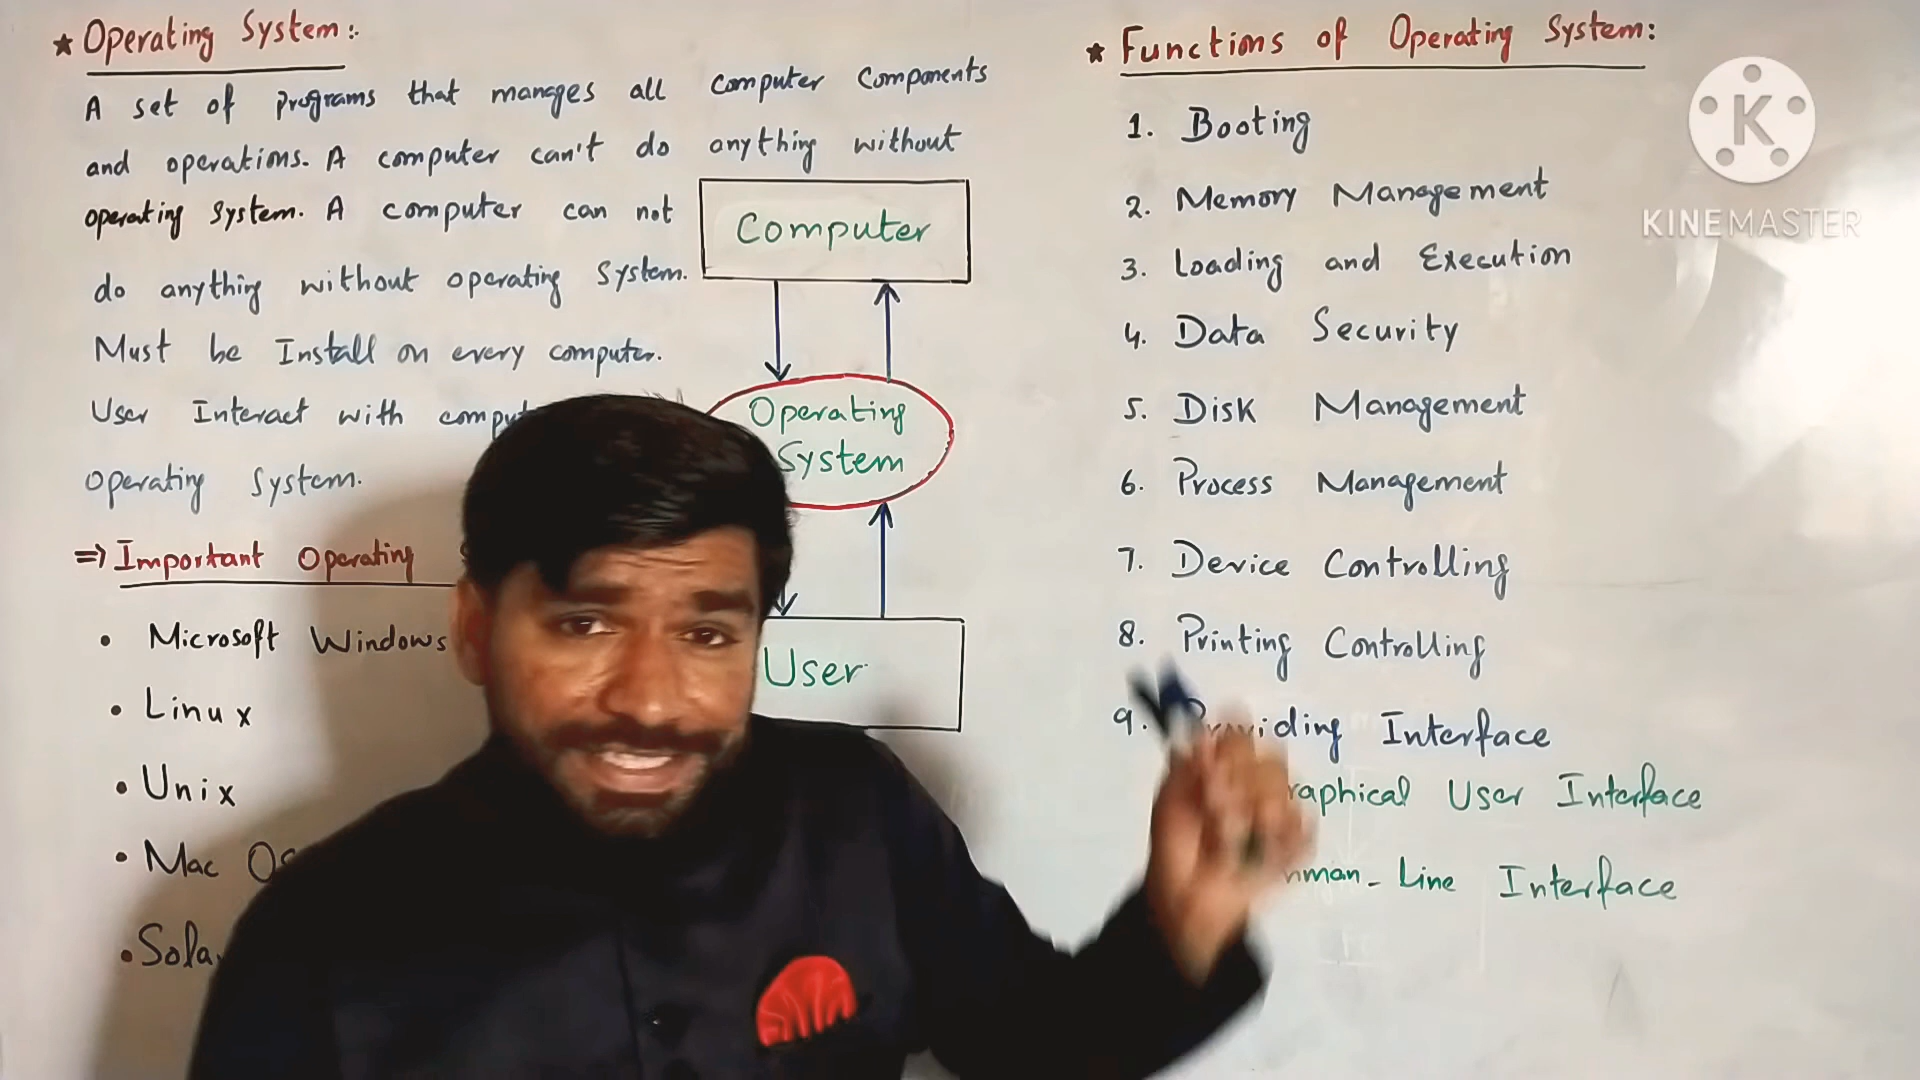 ★ Operating System:
A set of programs that manages all computer components
and operations. A computer can't do anything without
operating system. A computer can not
do anything without operating system.
Must be Install on every computer.
User Interact with
operating system.
⇒ Important Operating
• Microsoft Windows
• Linux
• Unix
• Mac
Computer
Operating
System
User
★ Functions of Operating System:
1. Booting
2. Memory Management
3. Loading and Execution
4. Data Security
5. Disk Management
6. Process Management
7. Device Controlling
8. Printing Controlling
9. Providing Interface
User Interface
Line Interface
K
KINEMASTER